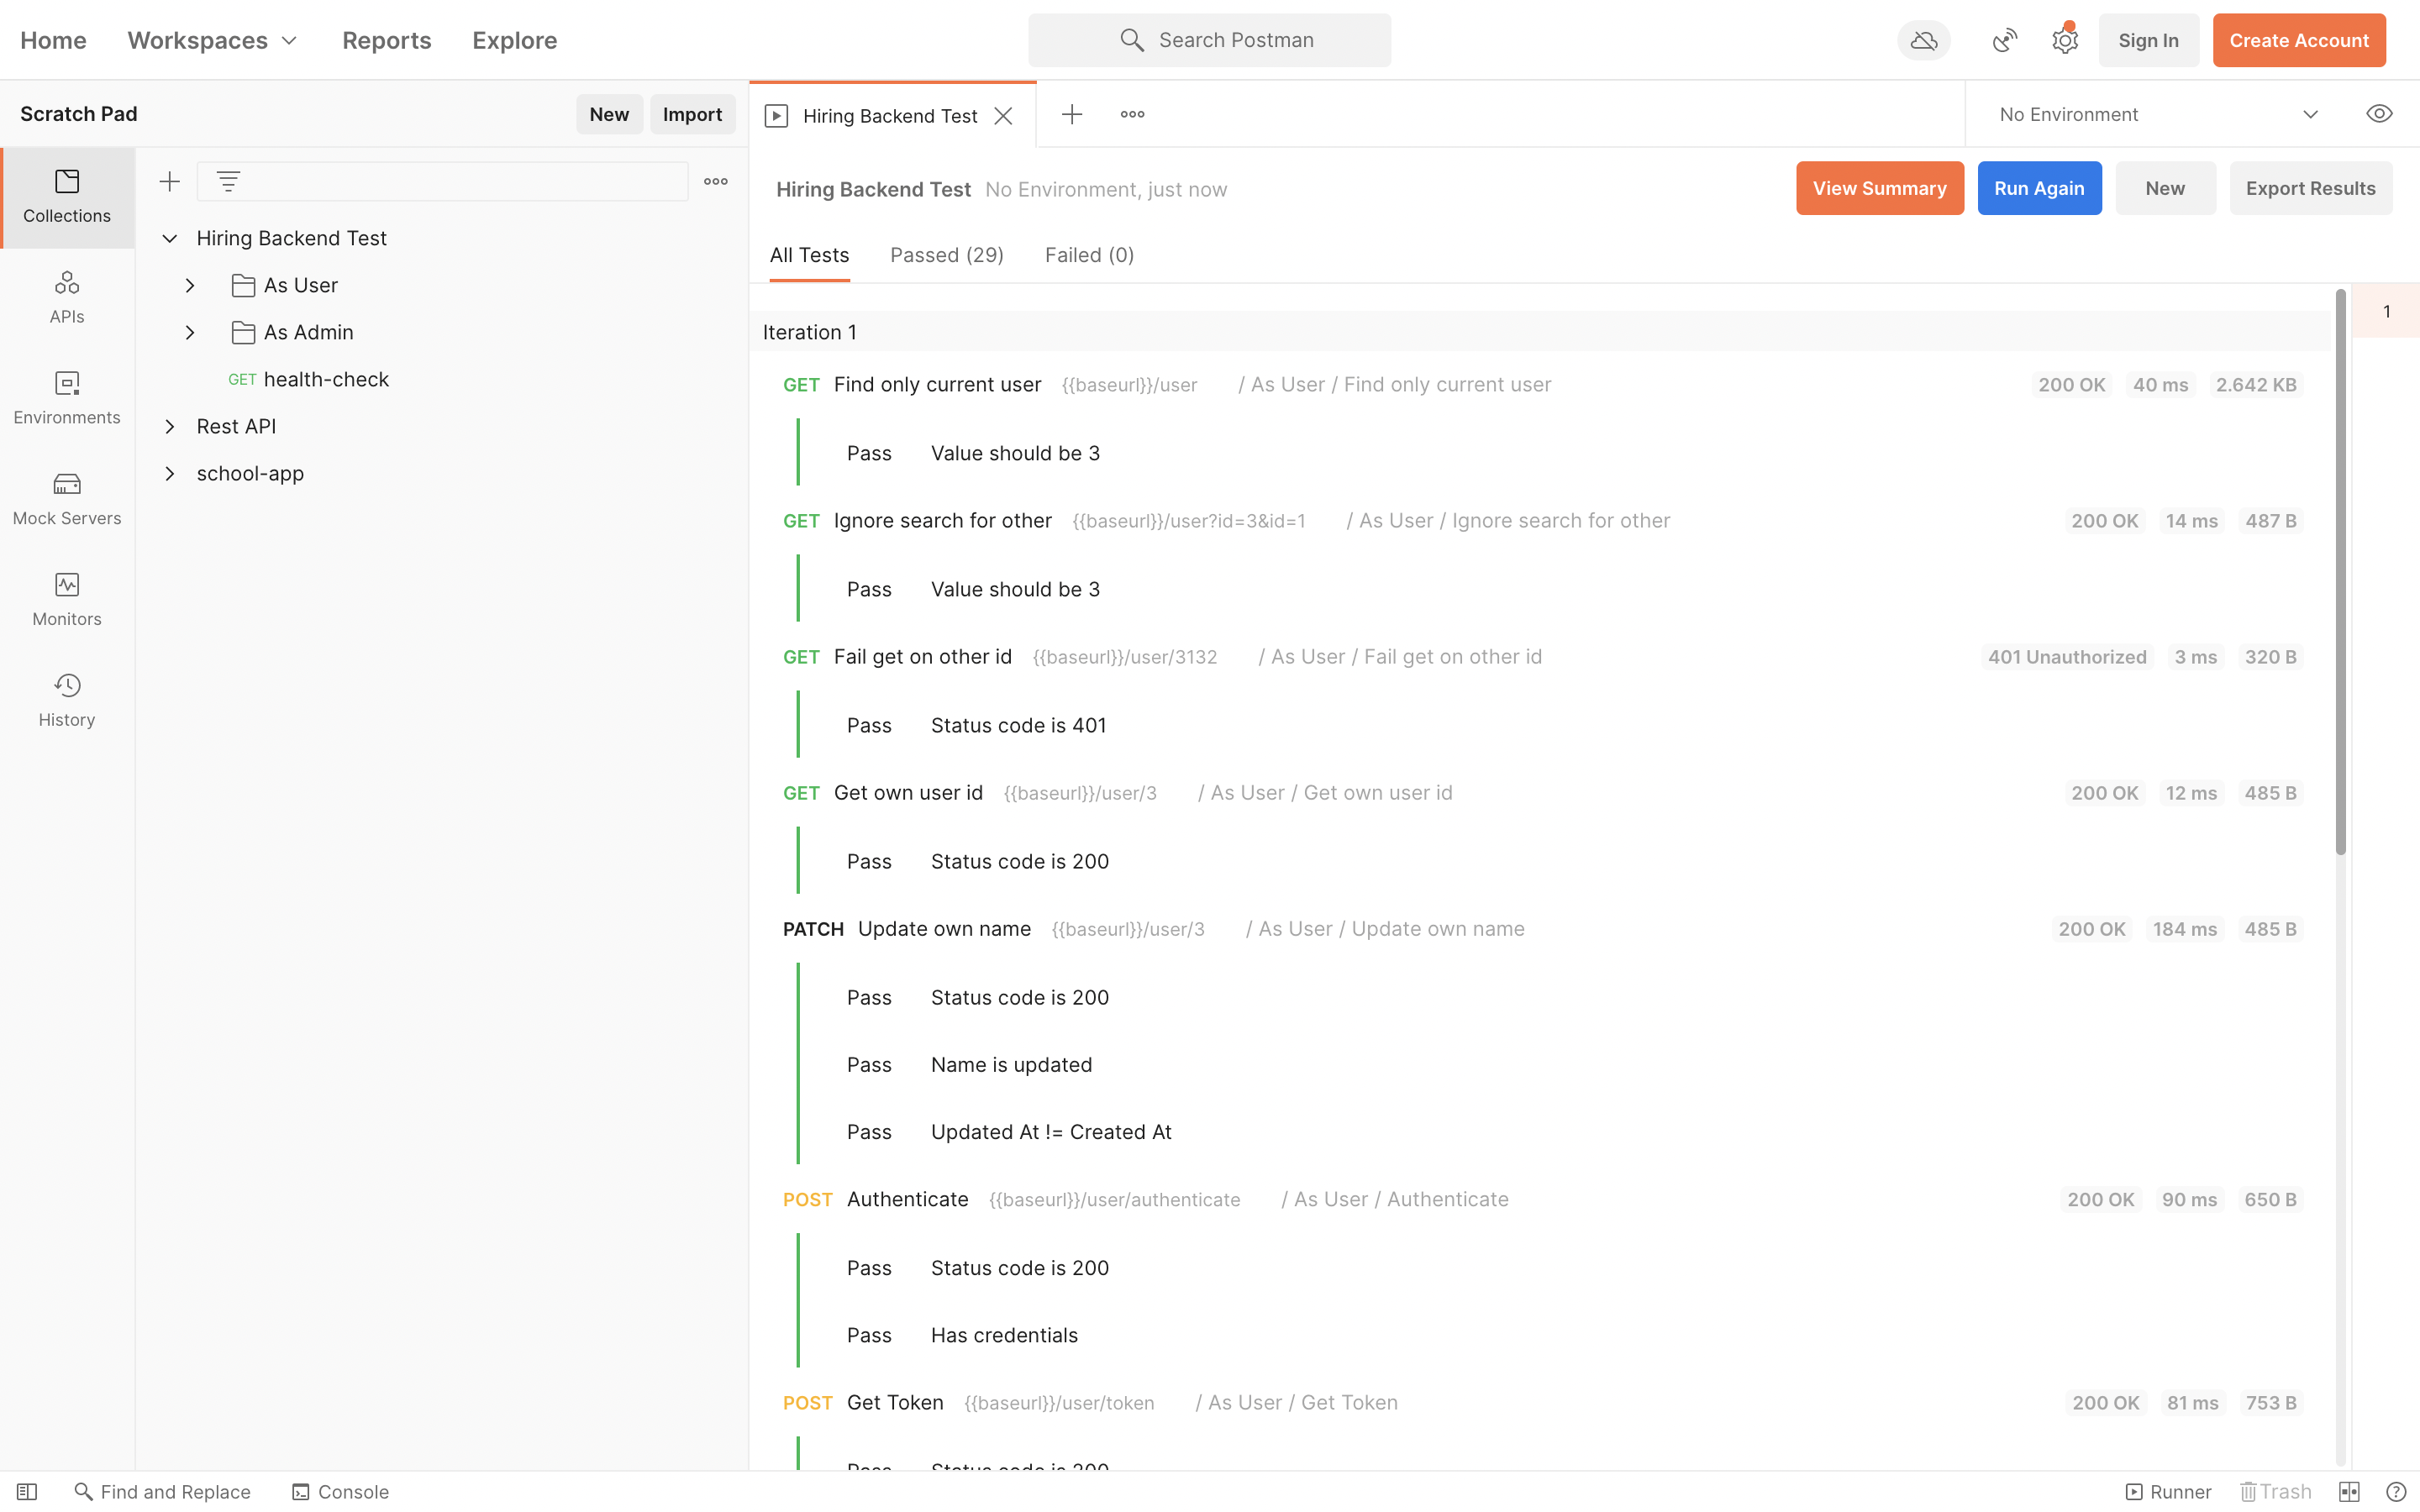 Home Workspaces Reports Explore Search Postman Sign In Create Account
Scratch Pad New Import
Hiring Backend Test
No Environment
Collections
APIs
Environments
Mock Servers
Monitors
History
Hiring Backend Test
As User
As Admin
GET health-check
Rest API
school-app
Hiring Backend Test No Environment, just now View Summary Run Again New Export Results
All Tests Passed (29) Failed (0)
1
Iteration 1
GET Find only current user {{baseurl}}/user / As User / Find only current user 200 OK 40 ms 2.642 KB
Pass Value should be 3
GET Ignore search for other {{baseurl}}/user?id=3&id=1 / As User / Ignore search for other 200 OK 14 ms 487 B
Pass Value should be 3
GET Fail get on other id {{baseurl}}/user/3132 / As User / Fail get on other id 401 Unauthorized 3 ms 320 B
Pass Status code is 401
GET Get own user id {{baseurl}}/user/3 / As User / Get own user id 200 OK 12 ms 485 B
Pass Status code is 200
PATCH Update own name {{baseurl}}/user/3 / As User / Update own name 200 OK 184 ms 485 B
Pass Status code is 200
Pass Name is updated
Pass Updated At != Created At
POST Authenticate {{baseurl}}/user/authenticate / As User / Authenticate 200 OK 90 ms 650 B
Pass Status code is 200
Pass Has credentials
POST Get Token {{baseurl}}/user/token / As User / Get Token 200 OK 81 ms 753 B
Pass Status code is 200
Find and Replace Console Runner Trash